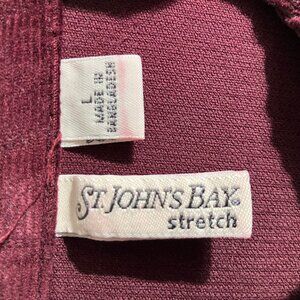 L
MADE IN
BANGLADESH
ST. JOHN'S BAY
stretch